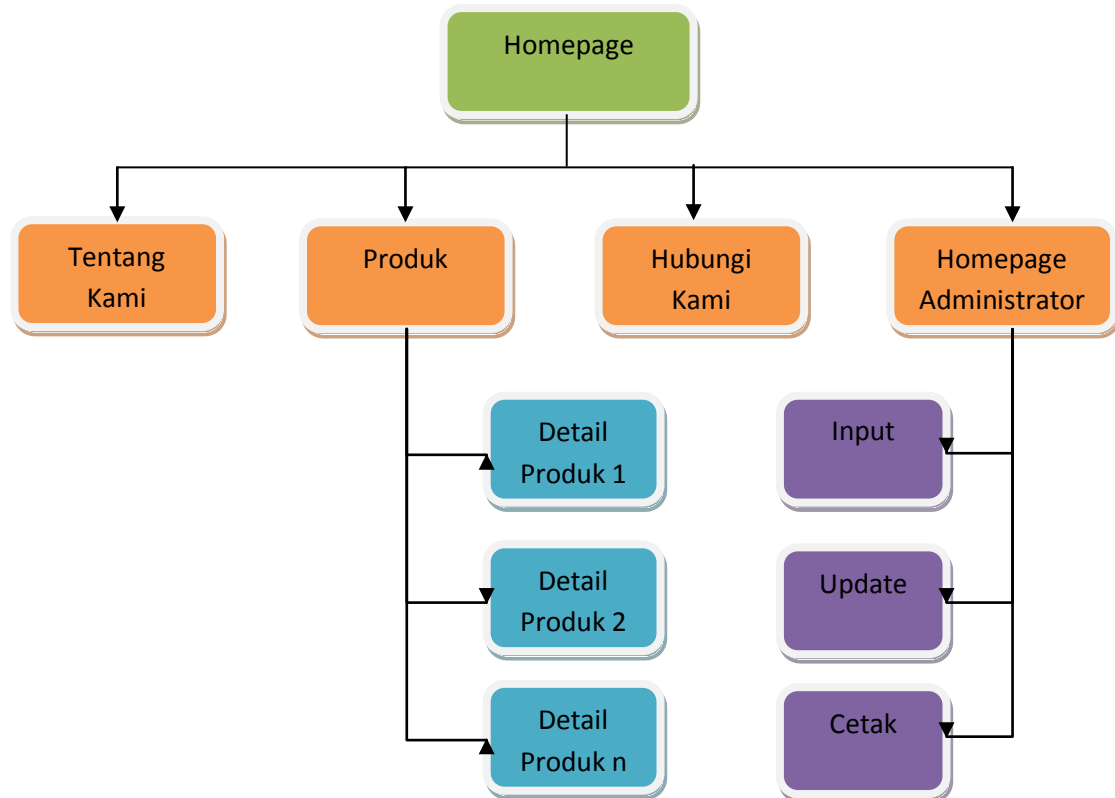 Homepage
Tentang
Kami
Produk
Hubungi
Kami
Homepage
Administrator
Detail
Produk 1
Input
Detail
Produk 2
Update
Detail
Produk n
Cetak